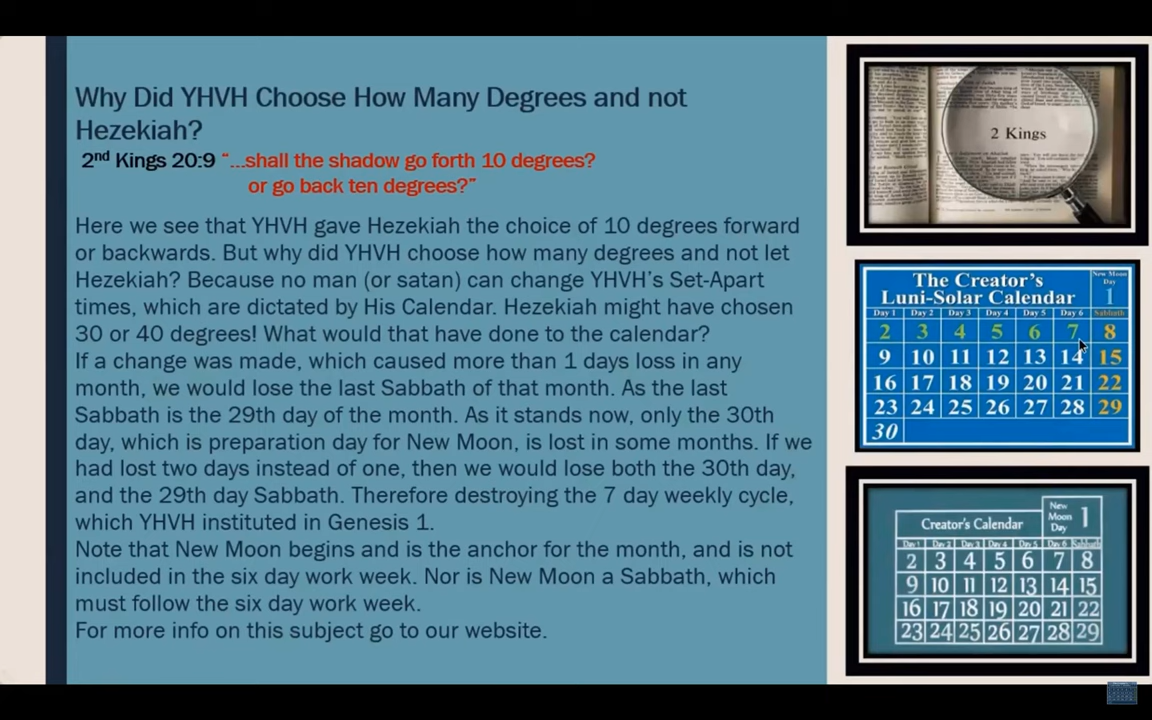 Why Did YHVH Choose How Many Degrees and not
Hezekiah?
2nd Kings 20:9 “...shall the shadow go forth 10 degrees?
or go back ten degrees?”
Here we see that YHVH gave Hezekiah the choice of 10 degrees forward
or backwards. But why did YHVH choose how many degrees and not let
Hezekiah? Because no man (or satan) can change YHVH’s Set-Apart
times, which are dictated by His Calendar. Hezekiah might have chosen
30 or 40 degrees! What would that have done to the calendar?
If a change was made, which caused more than 1 days loss in any
month, we would lose the last Sabbath of that month. As the last
Sabbath is the 29th day of the month. As it stands now, only the 30th
day, which is preparation day for New Moon, is lost in some months. If we
had lost two days instead of one, then we would lose both the 30th day,
and the 29th day Sabbath. Therefore destroying the 7 day weekly cycle,
which YHVH instituted in Genesis 1.
Note that New Moon begins and is the anchor for the month, and is not
included in the six day work week. Nor is New Moon a Sabbath, which
must follow the six day work week.
For more info on this subject go to our website.
2 Kings
The Creator’s
Luni-Solar Calendar
New Moon
Day
1
Day 1 Day 2 Day 3 Day 4 Day 5 Day 6 Sabbath
2 3 4 5 6 7 8
9 10 11 12 13 14 15
16 17 18 19 20 21 22
23 24 25 26 27 28 29
30
Creator’s Calendar
New
Moon
Day
1
Day 1 Day 2 Day 3 Day 4 Day 5 Day 6 Sabbath
2 3 4 5 6 7 8
9 10 11 12 13 14 15
16 17 18 19 20 21 22
23 24 25 26 27 28 29